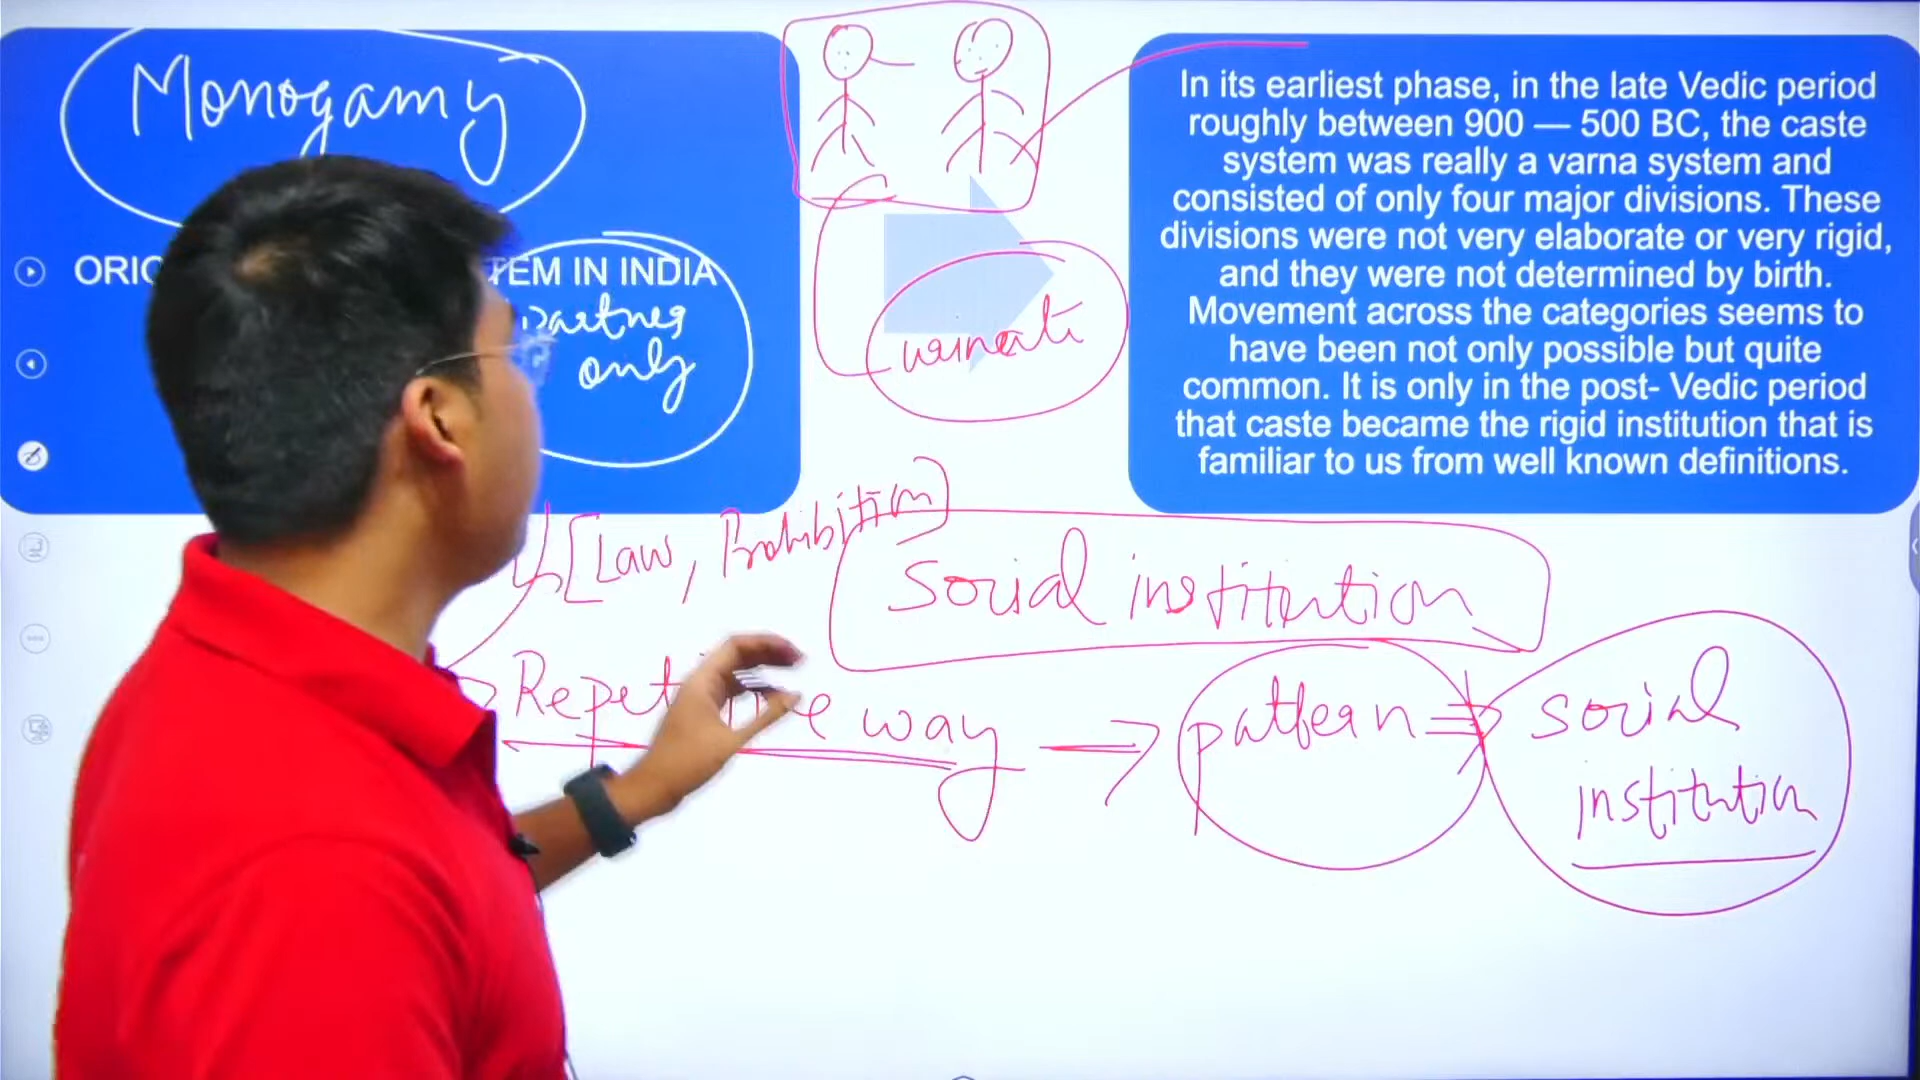 Monogamy
ORIG
TEM IN INDIA
partner
only
urinate
In its earliest phase, in the late Vedic period
roughly between 900 — 500 BC, the caste
system was really a varna system and
consisted of only four major divisions. These
divisions were not very elaborate or very rigid,
and they were not determined by birth.
Movement across the categories seems to
have been not only possible but quite
common. It is only in the post- Vedic period
that caste became the rigid institution that is
familiar to us from well known definitions.
[Law, Prohibition]
Social institution
way
pattern
social
institution